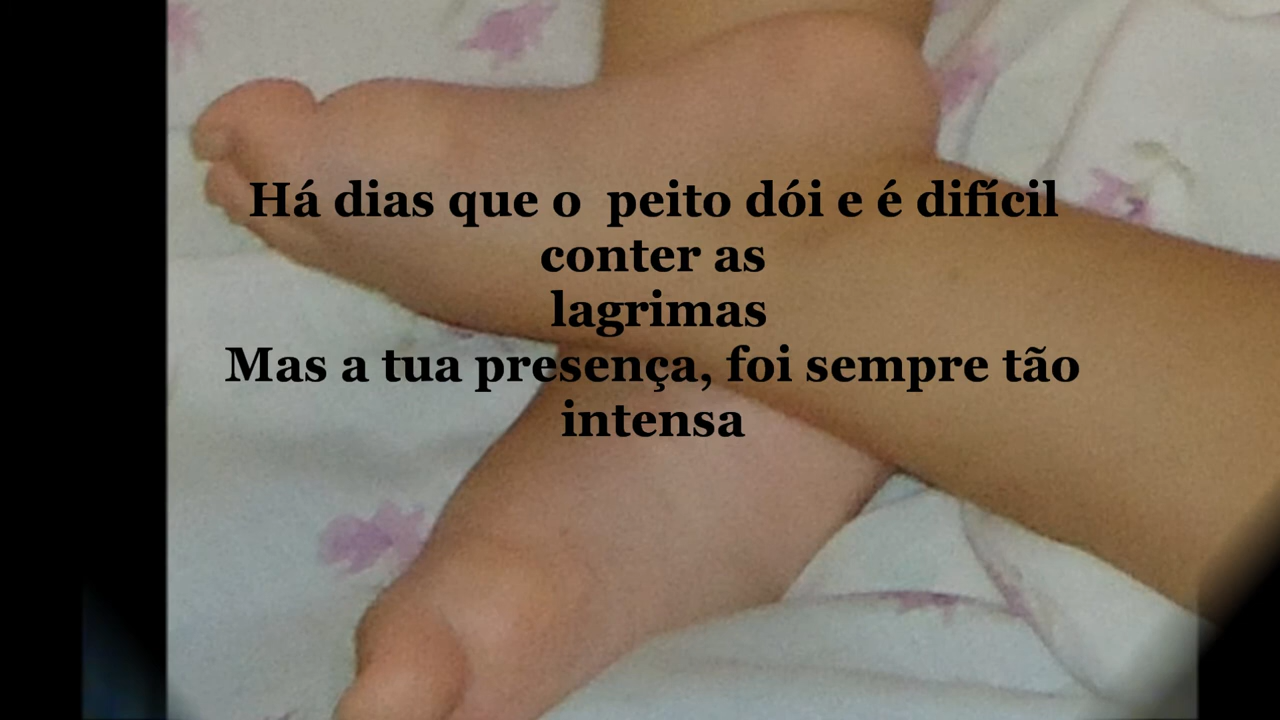 Há dias que o  peito dói e é difícil
conter as
lagrimas
Mas a tua presença, foi sempre tão
intensa